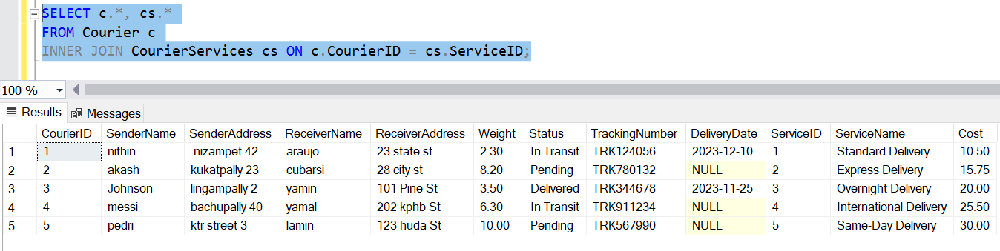 SELECT c.*, cs.*
FROM Courier c
INNER JOIN CourierServices cs ON c.CourierID = cs.ServiceID;
100 %
Results Messages
CourierID SenderName SenderAddress ReceiverName ReceiverAddress Weight Status TrackingNumber DeliveryDate ServiceID ServiceName Cost
1 1 nithin nizampet 42 araujo 23 state st 2.30 In Transit TRK124056 2023-12-10 1 Standard Delivery 10.50
2 2 akash kukatpally 23 cubarsi 28 city st 8.20 Pending TRK780132 NULL 2 Express Delivery 15.75
3 3 Johnson lingampally 2 yamin 101 Pine St 3.50 Delivered TRK344678 2023-11-25 3 Overnight Delivery 20.00
4 4 messi bachupally 40 yamal 202 kphb St 6.30 In Transit TRK911234 NULL 4 International Delivery 25.50
5 5 pedri ktr street 3 lamin 123 huda St 10.00 Pending TRK567990 NULL 5 Same-Day Delivery 30.00